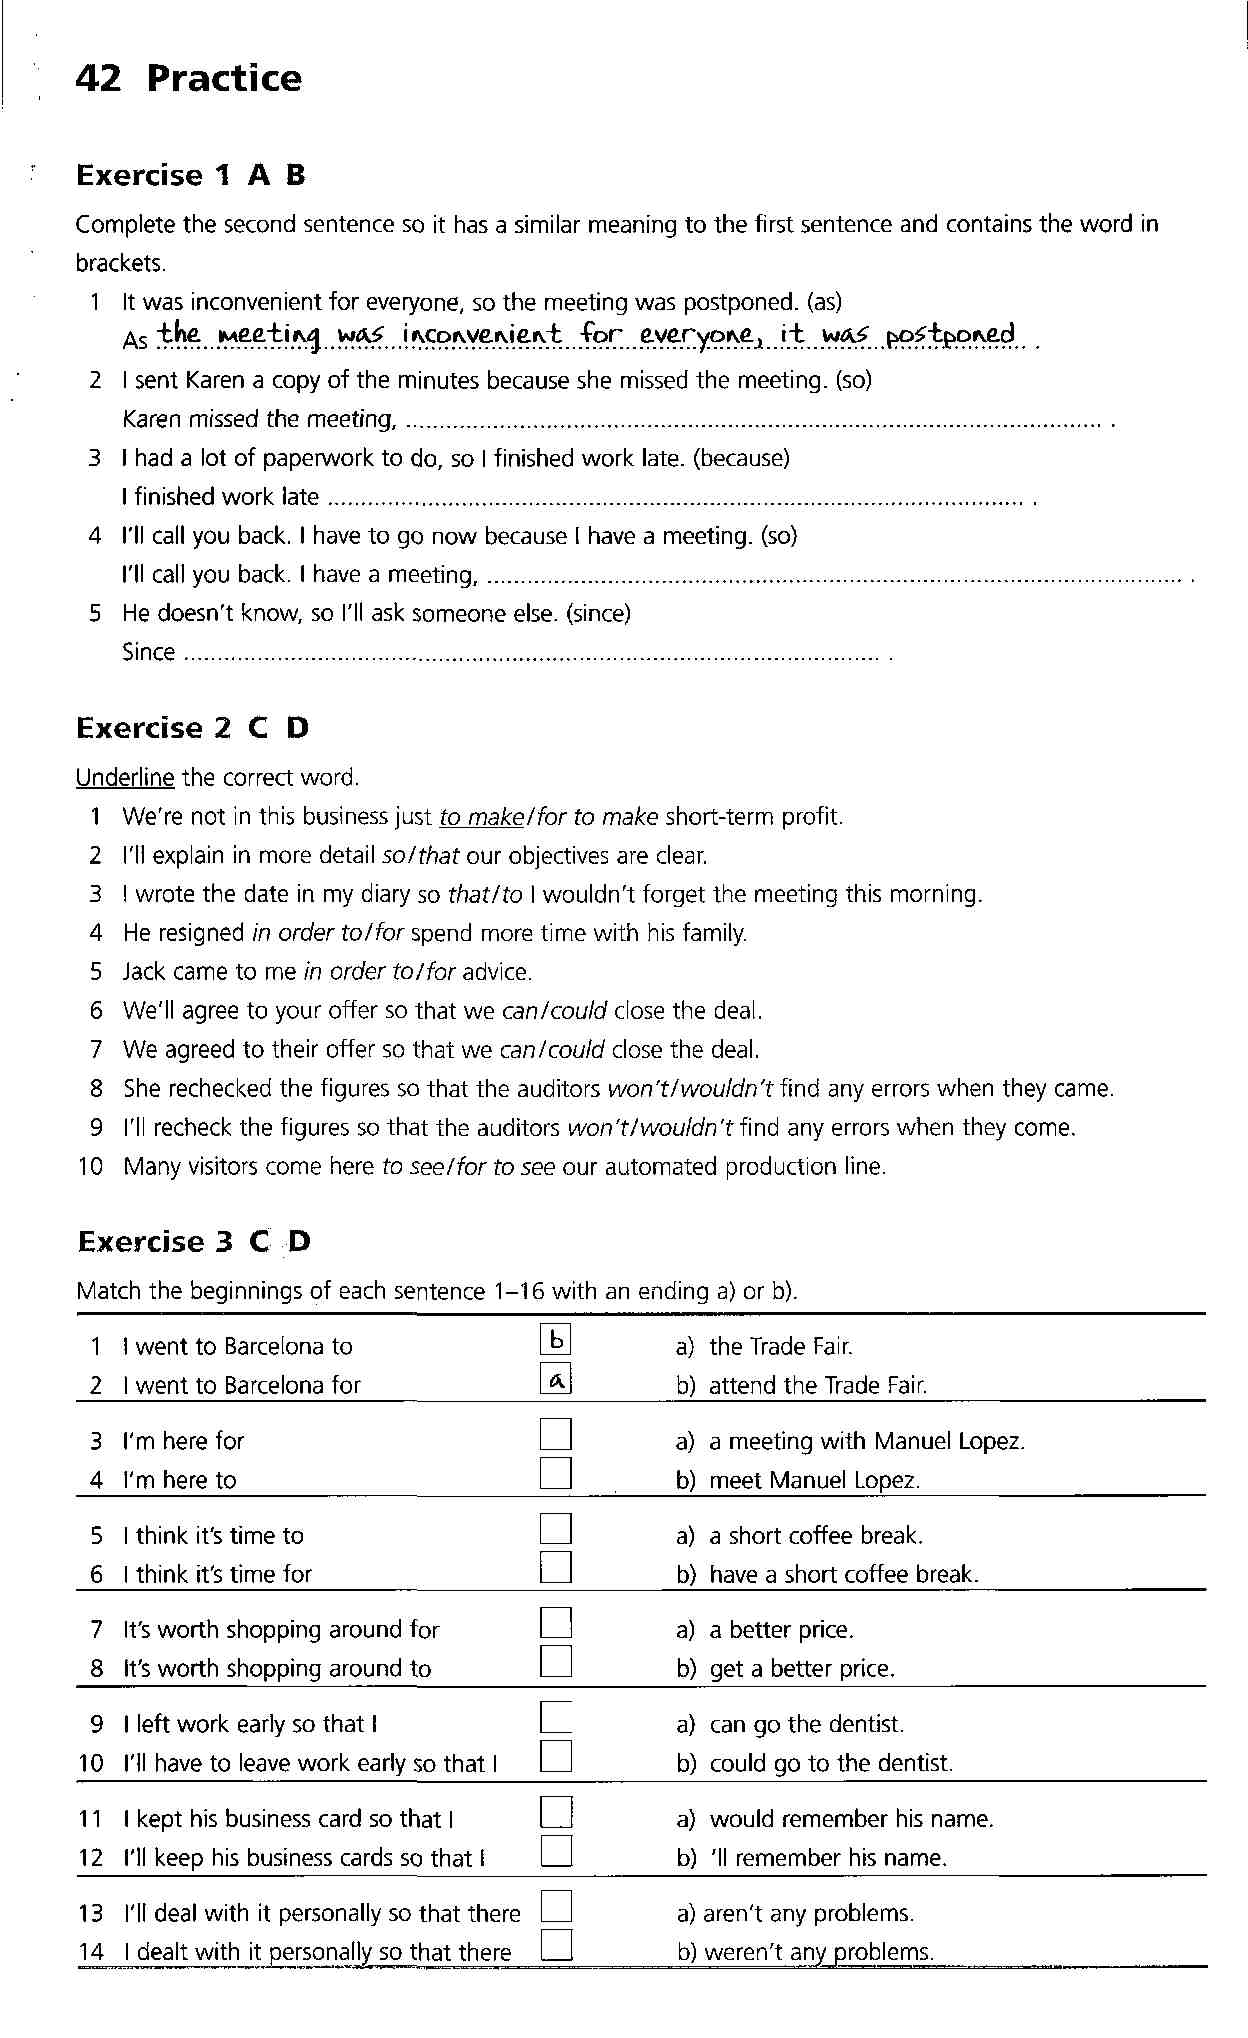 42 Practice
Exercise 1 A B
Complete the second sentence so it has a similar meaning to the first sentence and contains the word in
brackets.
1 It was inconvenient for everyone, so the meeting was postponed. (as)
As the meeting was inconvenient for everyone, it was postponed .
2 I sent Karen a copy of the minutes because she missed the meeting. (so)
Karen missed the meeting, .................................................. .
3 I had a lot of paperwork to do, so I finished work late. (because)
I finished work late .................................................. .
4 I'll call you back. I have to go now because I have a meeting. (so)
I'll call you back. I have a meeting, .................................................. .
5 He doesn't know, so I'll ask someone else. (since)
Since .................................................. .
Exercise 2 C D
Underline the correct word.
1 We're not in this business just to make/for to make short-term profit.
2 I'll explain in more detail so/that our objectives are clear.
3 I wrote the date in my diary so that/to I wouldn't forget the meeting this morning.
4 He resigned in order to/for spend more time with his family.
5 Jack came to me in order to/for advice.
6 We'll agree to your offer so that we can/could close the deal.
7 We agreed to their offer so that we can/could close the deal.
8 She rechecked the figures so that the auditors won't/wouldn't find any errors when they came.
9 I'll recheck the figures so that the auditors won't/wouldn't find any errors when they come.
10 Many visitors come here to see/for to see our automated production line.
Exercise 3 C D
Match the beginnings of each sentence 1–16 with an ending a) or b).
1 I went to Barcelona to b a) the Trade Fair.
2 I went to Barcelona for a b) attend the Trade Fair.
3 I'm here for a) a meeting with Manuel Lopez.
4 I'm here to b) meet Manuel Lopez.
5 I think it's time to a) a short coffee break.
6 I think it's time for b) have a short coffee break.
7 It's worth shopping around for a) a better price.
8 It's worth shopping around to b) get a better price.
9 I left work early so that I a) can go the dentist.
10 I'll have to leave work early so that I b) could go to the dentist.
11 I kept his business card so that I a) would remember his name.
12 I'll keep his business cards so that I b) 'll remember his name.
13 I'll deal with it personally so that there a) aren't any problems.
14 I dealt with it personally so that there b) weren't any problems.